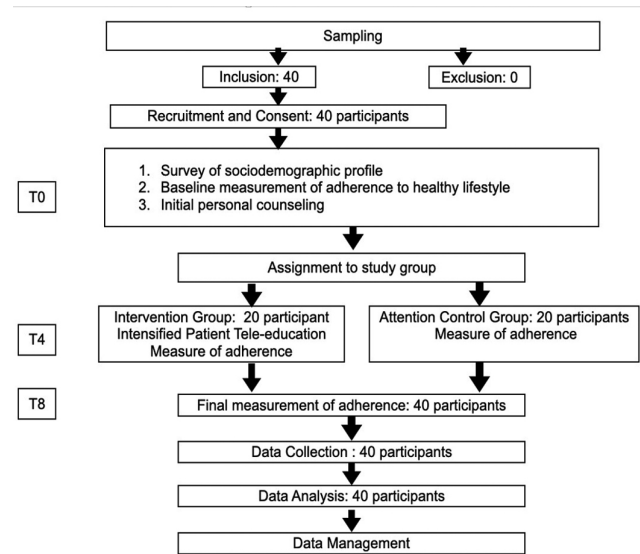 Sampling
Inclusion: 40
Exclusion: 0
Recruitment and Consent: 40 participants
T0
1. Survey of sociodemographic profile
2. Baseline measurement of adherence to healthy lifestyle
3. Initial personal counseling
Assignment to study group
T4
Intervention Group: 20 participant
Intensified Patient Tele-education
Measure of adherence
Attention Control Group: 20 participants
Measure of adherence
T8
Final measurement of adherence: 40 participants
Data Collection : 40 participants
Data Analysis: 40 participants
Data Management